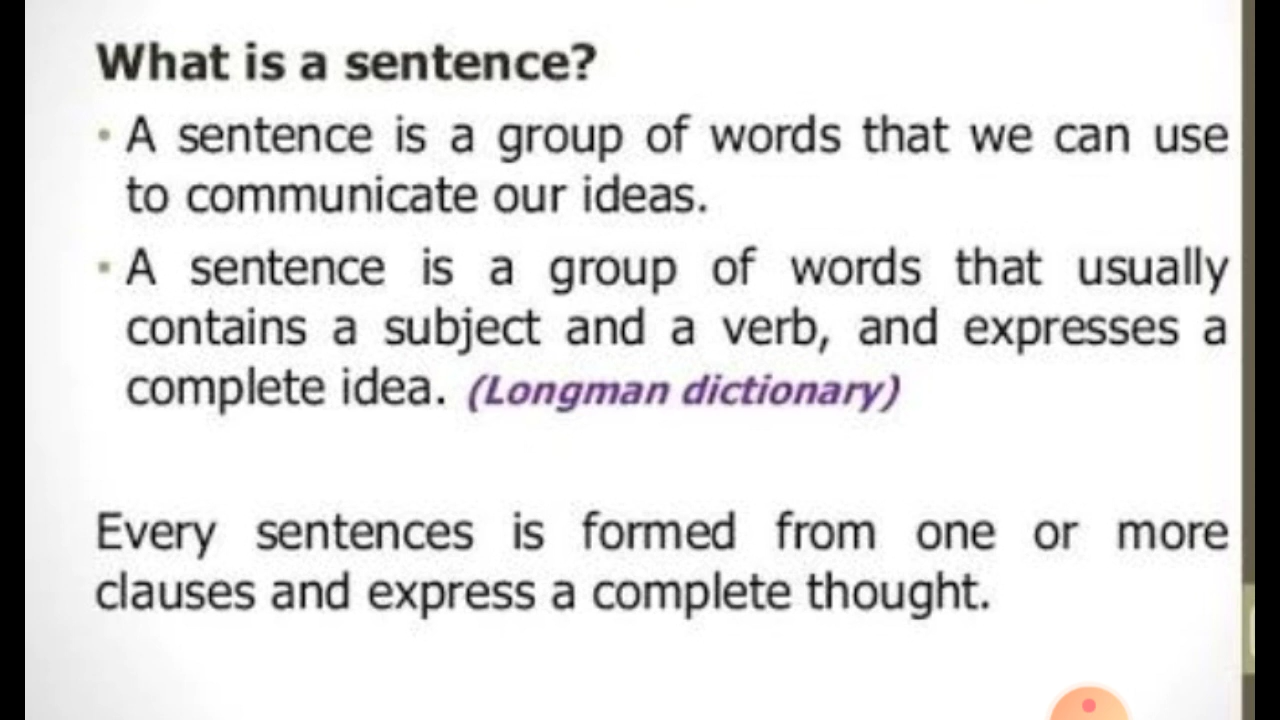 What is a sentence?
• A sentence is a group of words that we can use
to communicate our ideas.
• A sentence is a group of words that usually
contains a subject and a verb, and expresses a
complete idea. (Longman dictionary)
Every sentences is formed from one or more
clauses and express a complete thought.